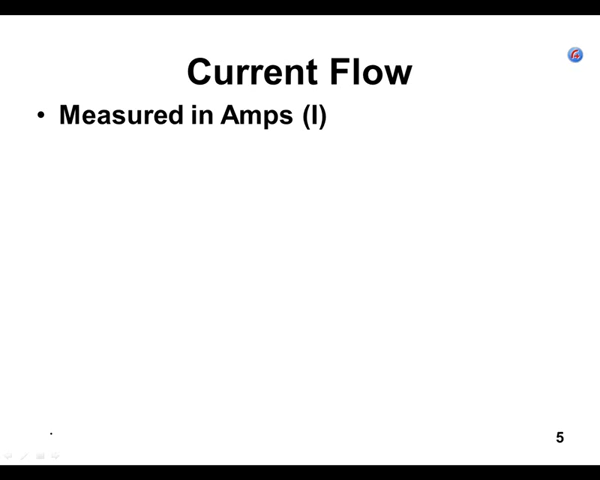 Current Flow
• Measured in Amps (I)
.
5